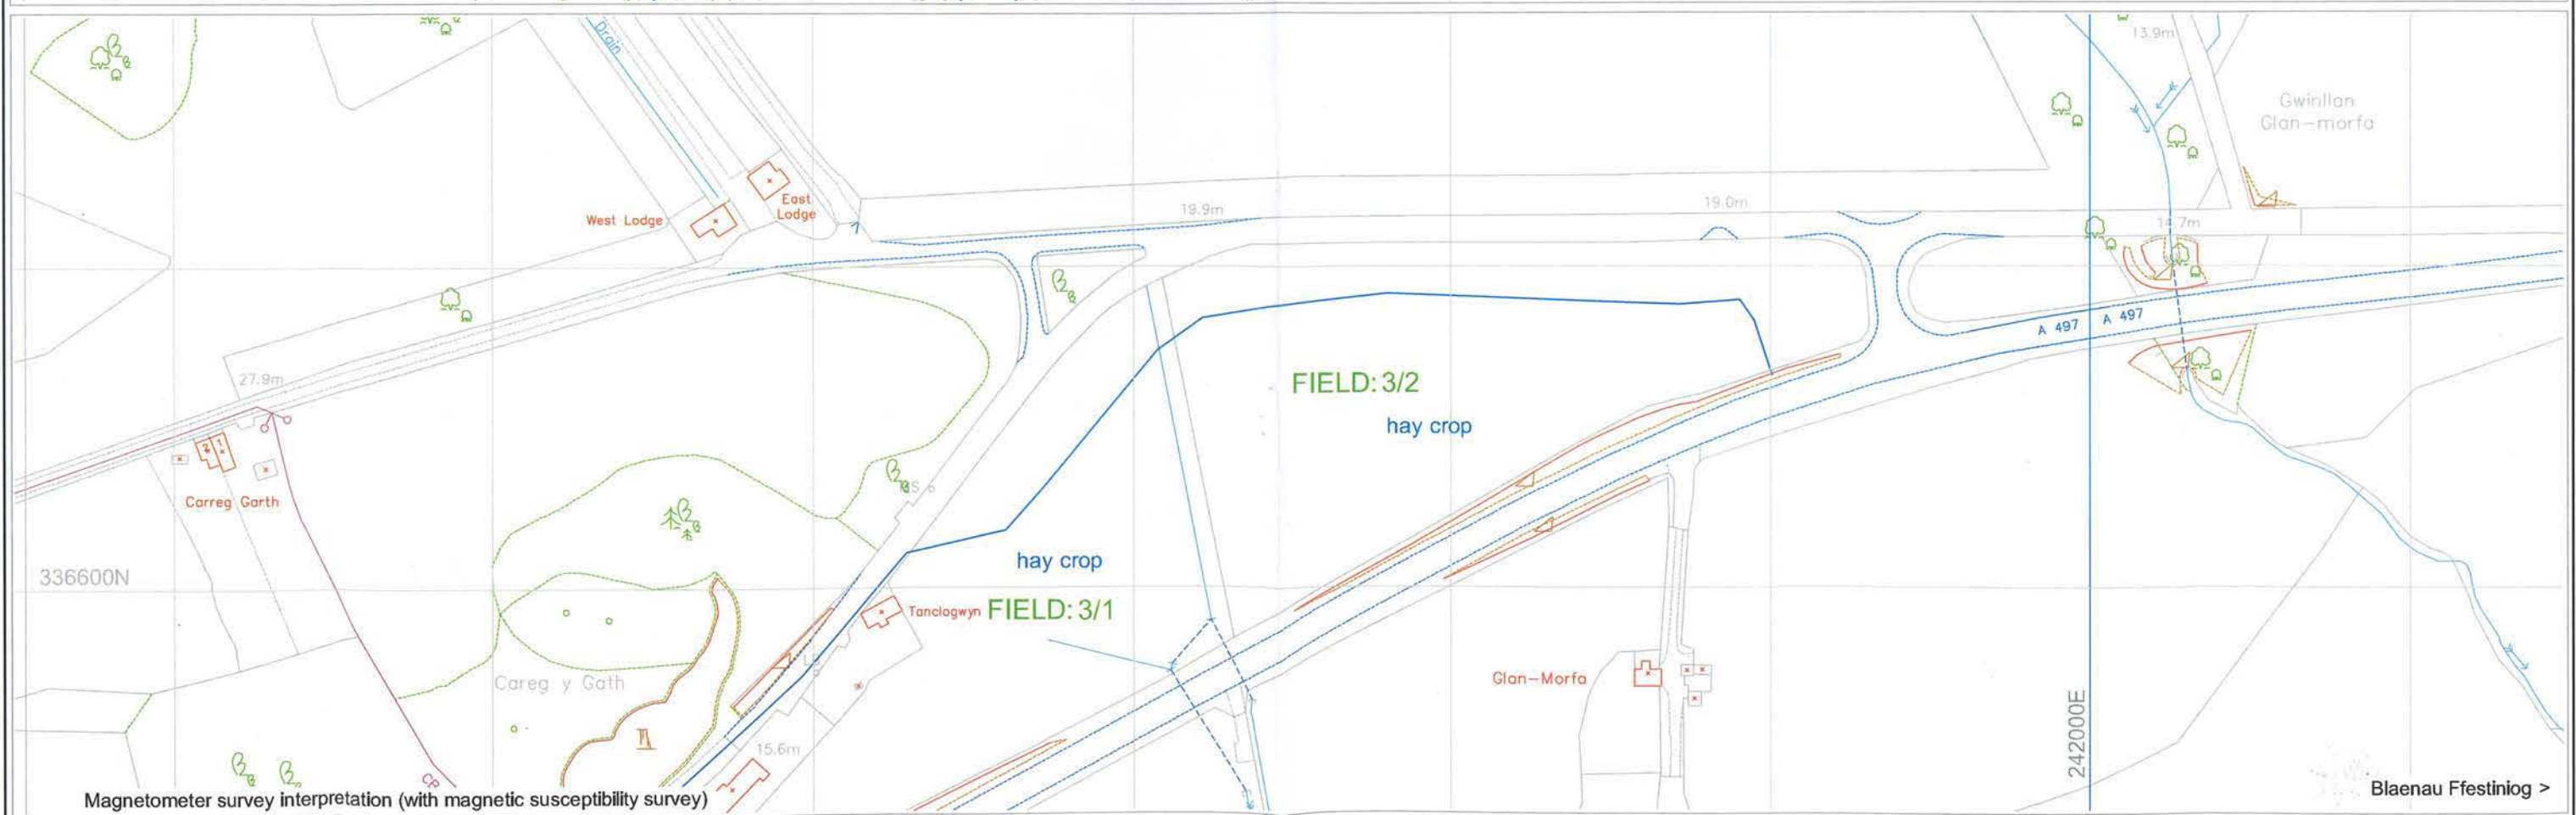 Drain
13.9m
Gwinllan
Glan-morfa
East
Lodge
West Lodge
19.9m
19.0m
14.7m
A 497
A 497
27.9m
FIELD: 3/2
hay crop
2
1
Carreg Garth
336600N
hay crop
Tanclogwyn
FIELD: 3/1
Careg y Gath
Glan-Morfa
15.6m
242000E
Magnetometer survey interpretation (with magnetic susceptibility survey)
Blaenau Ffestiniog >